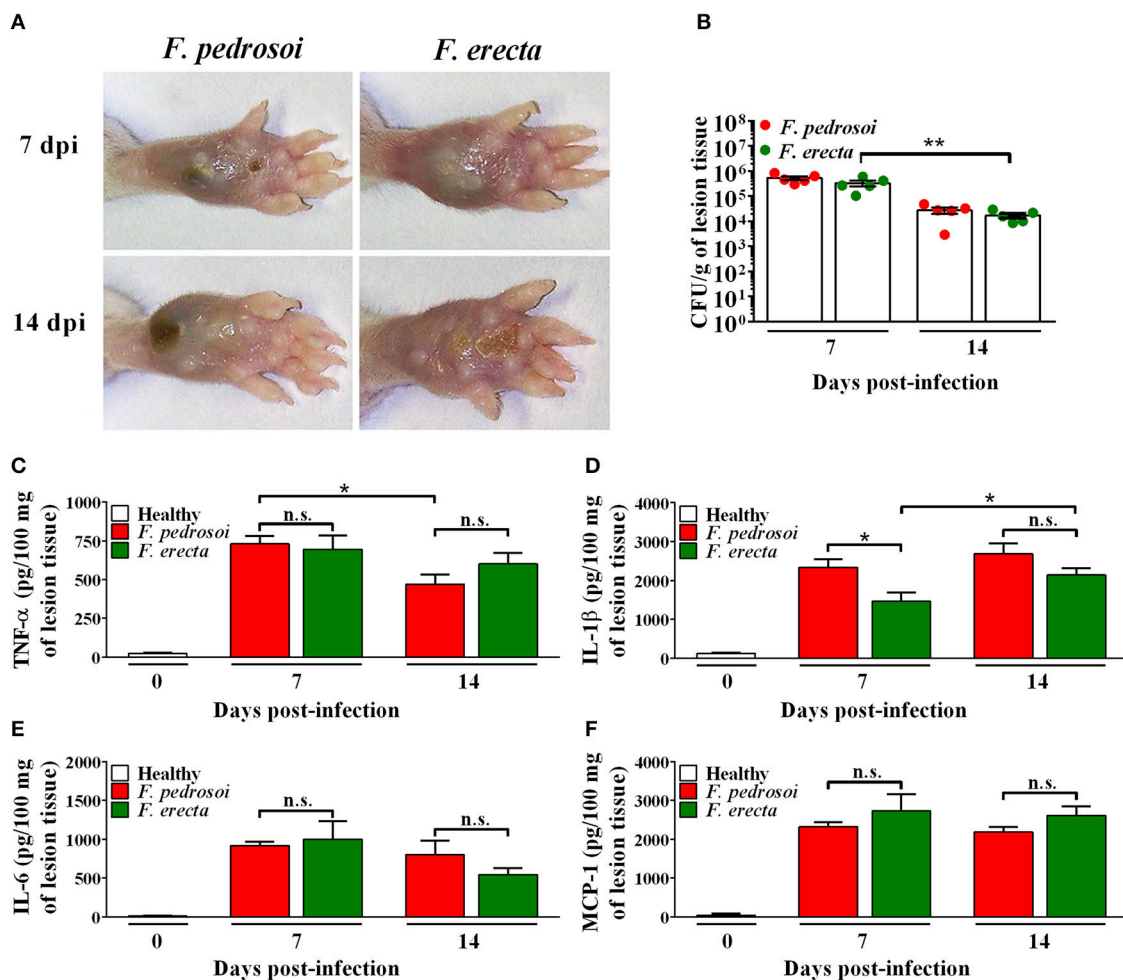 A
F. pedrosoi
F. erecta
7 dpi
14 dpi
B
CFU/g of lesion tissue
10⁸
10⁷
10⁶
10⁵
10⁴
10³
10²
10¹
10⁰
F. pedrosoi
F. erecta
**
7
14
Days post-infection
C
TNF-α (pg/100 mg
of lesion tissue)
1000
750
500
250
0
Healthy
F. pedrosoi
F. erecta
*
n.s.
n.s.
0
7
14
Days post-infection
D
IL-1β (pg/100 mg
of lesion tissue)
4000
3000
2000
1000
0
Healthy
F. pedrosoi
F. erecta
*
*
n.s.
0
7
14
Days post-infection
E
IL-6 (pg/100 mg
of lesion tissue)
2000
1500
1000
500
0
Healthy
F. pedrosoi
F. erecta
n.s.
n.s.
0
7
14
Days post-infection
F
MCP-1 (pg/100 mg
of lesion tissue)
4000
3000
2000
1000
0
Healthy
F. pedrosoi
F. erecta
n.s.
n.s.
0
7
14
Days post-infection